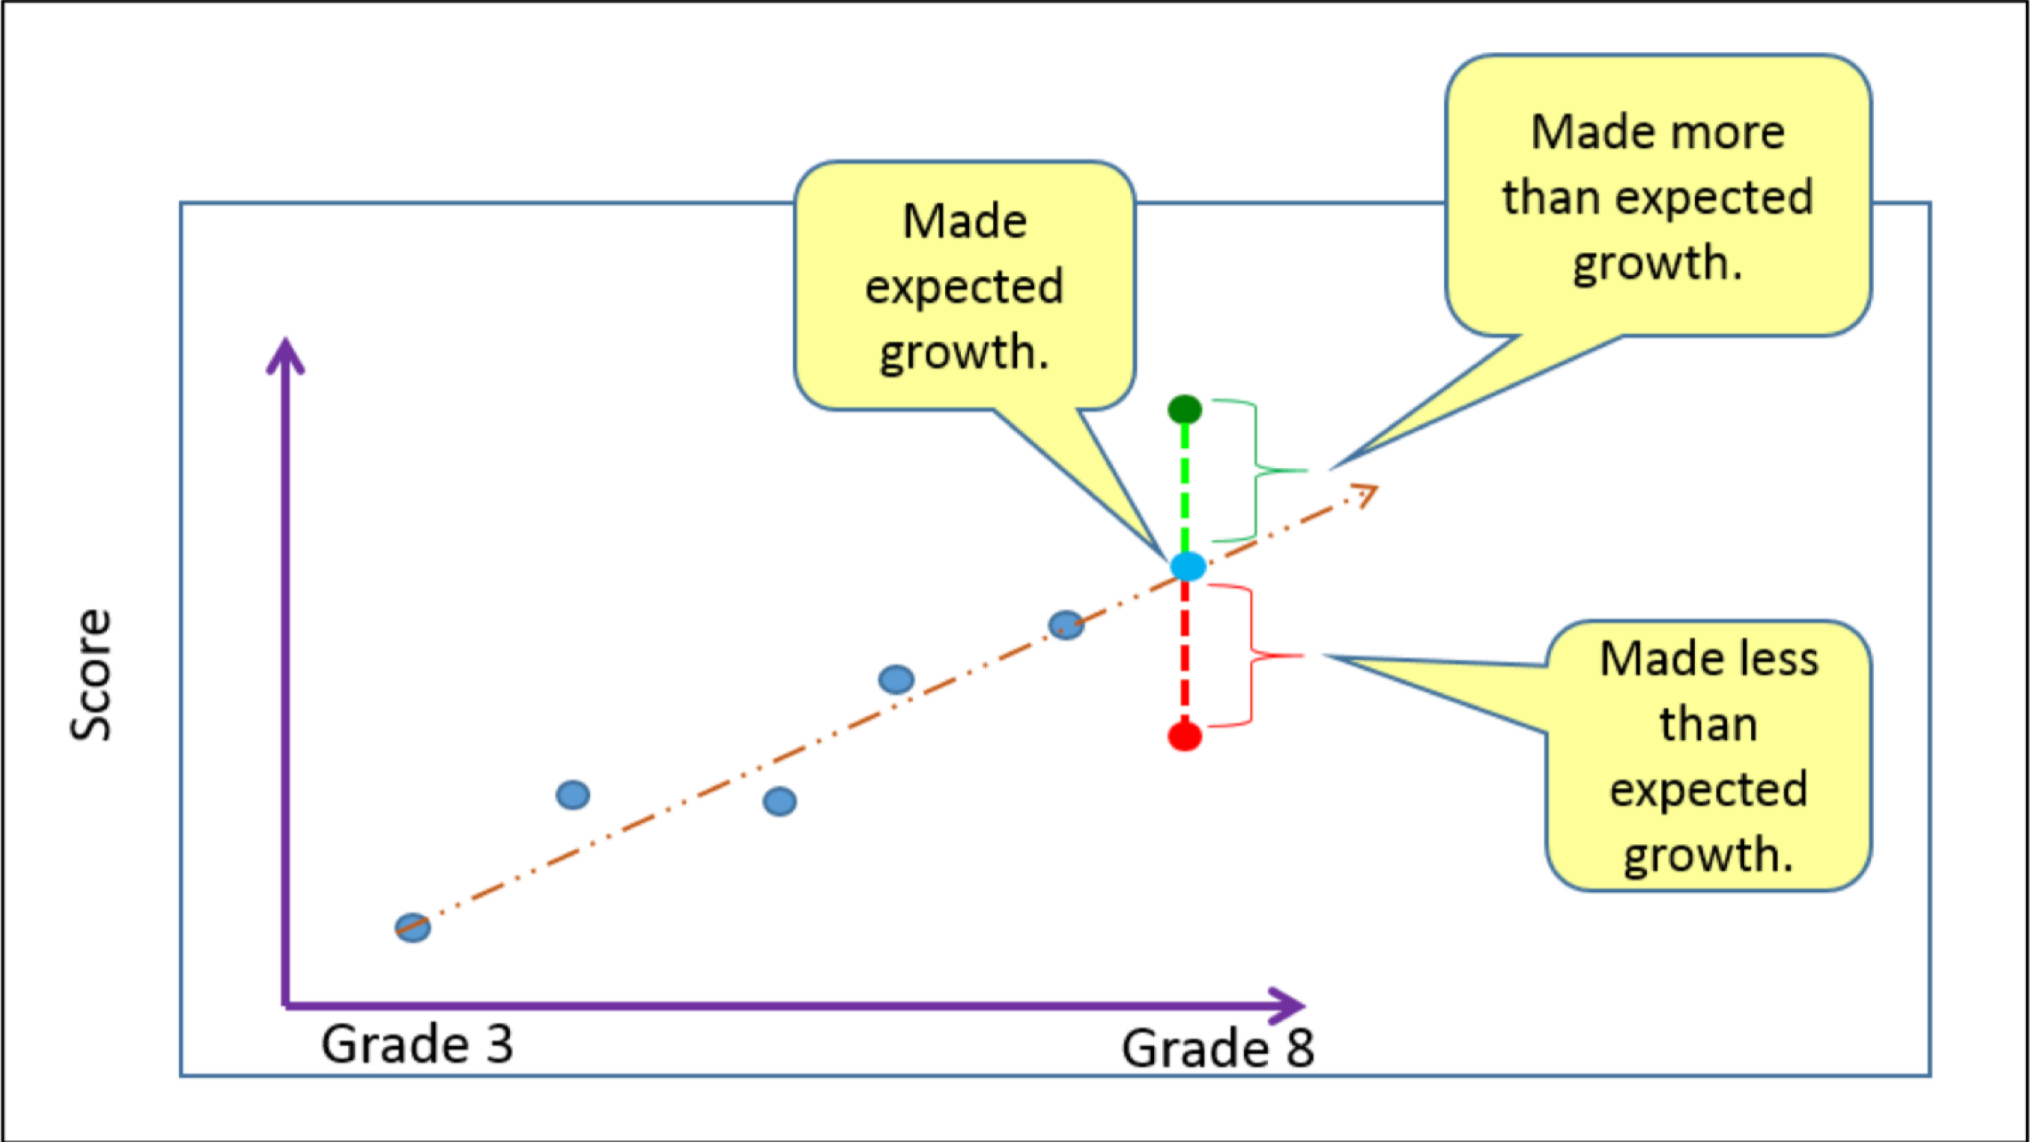 Made more
than expected
growth.
Made
expected
growth.
Score
Made less
than
expected
growth.
Grade 3
Grade 8